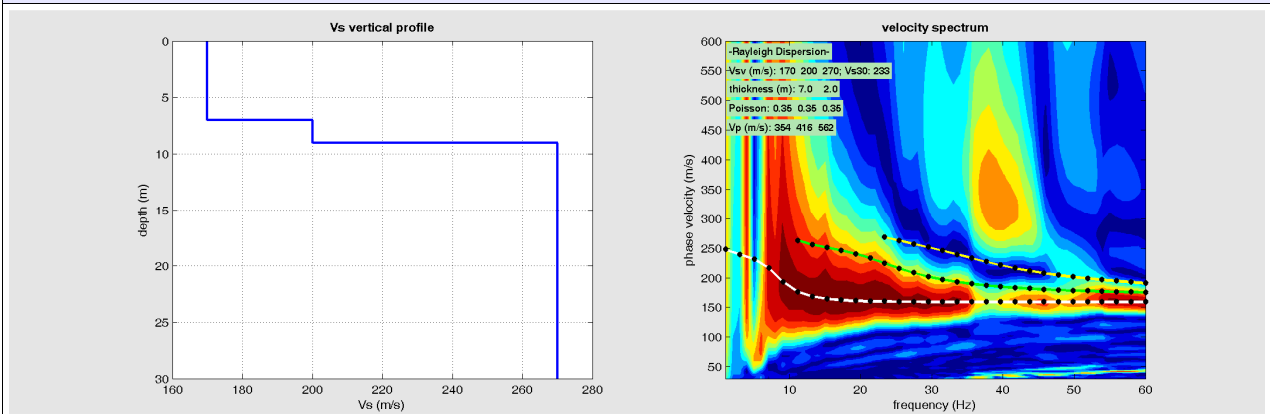 Vs vertical profile
0
5
10
15
20
25
30
depth (m)
160 180 200 220 240 260 280
Vs (m/s)
velocity spectrum
600
550
500
450
400
350
300
250
200
150
100
50
phase velocity (m/s)
-Rayleigh Dispersion-
Vsv (m/s): 170 200 270; Vs30: 233
thickness (m): 7.0 2.0
Poisson: 0.35 0.35 0.35
Vp (m/s): 354 416 562
10 20 30 40 50 60
frequency (Hz)